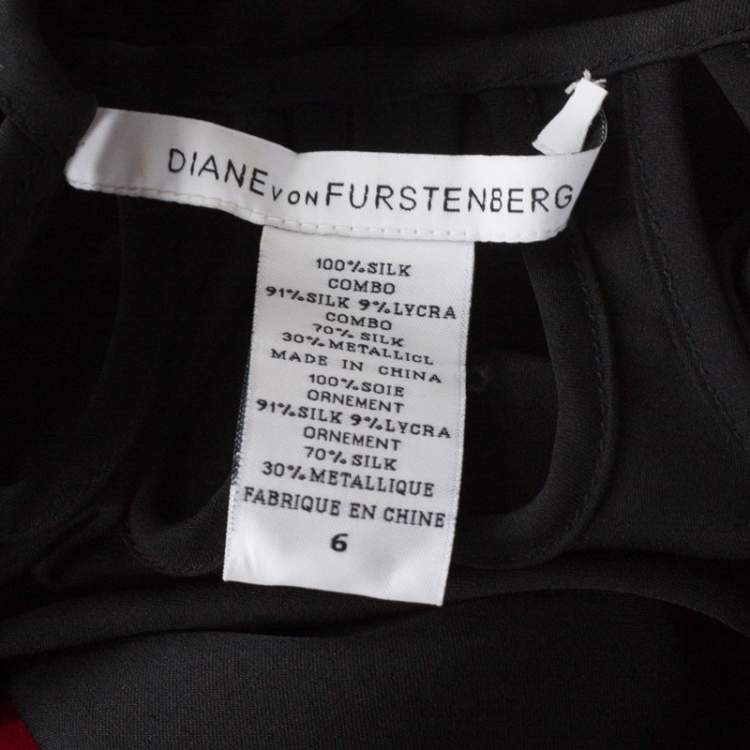 DIANE VON FURSTENBERG
100%SILK
COMBO
91%SILK 9%LYCRA
COMBO
70% SILK
30%METALLICL
MADE IN CHINA
100%SOIE
ORNEMENT
91%SILK 9%LYCRA
ORNEMENT
70% SILK
30%METALLIQUE
FABRIQUE EN CHINE
6